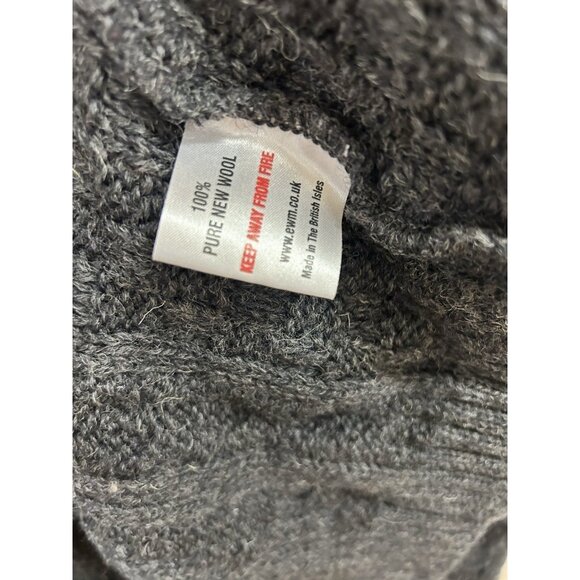 100%
PURE NEW WOOL
KEEP AWAY FROM FIRE
www.ewm.co.uk
Made in The British Isles